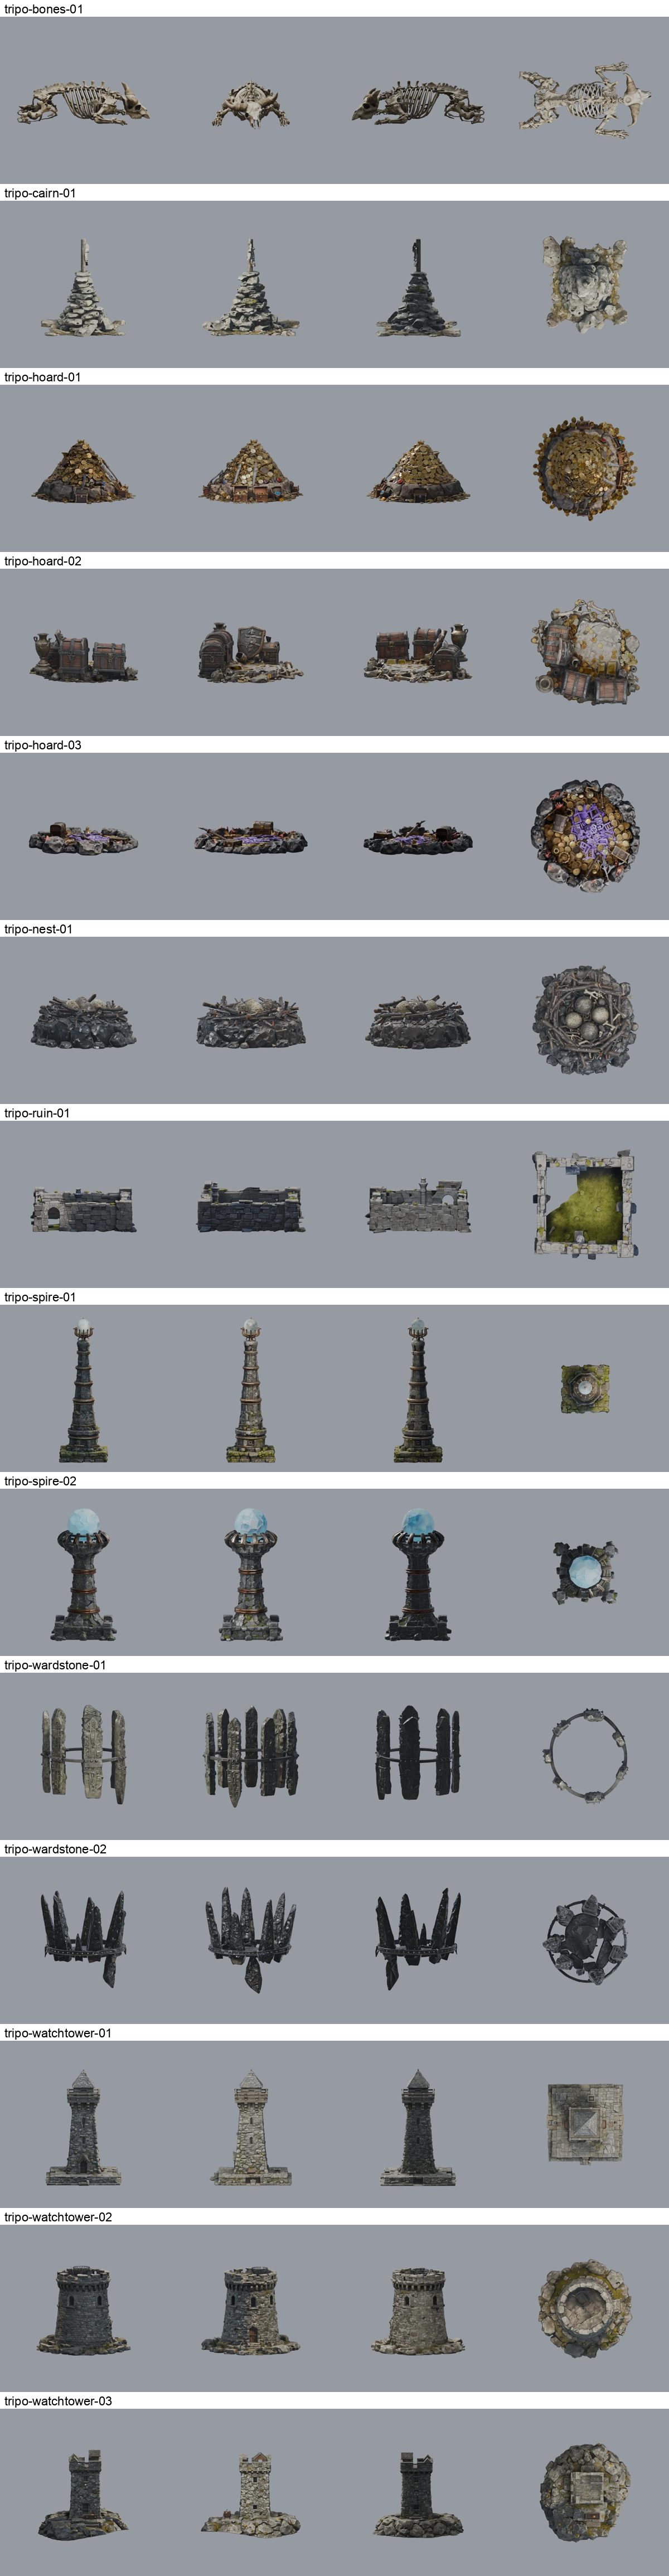 tripo-bones-01
tripo-cairn-01
tripo-hoard-01
tripo-hoard-02
tripo-hoard-03
tripo-nest-01
tripo-ruin-01
tripo-spire-01
tripo-spire-02
tripo-wardstone-01
tripo-wardstone-02
tripo-watchtower-01
tripo-watchtower-02
tripo-watchtower-03